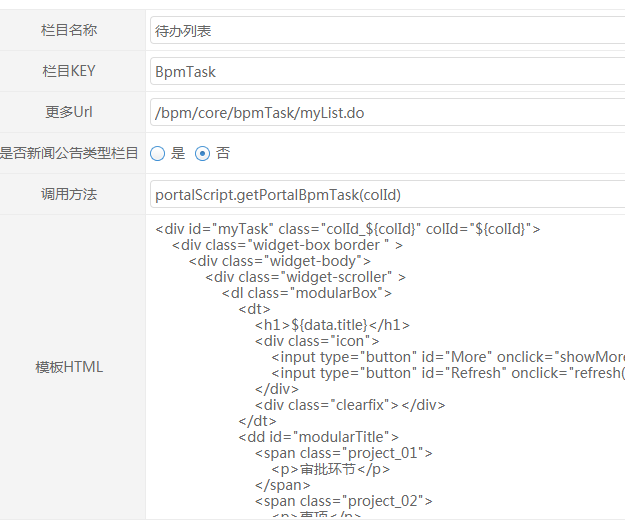 栏目名称 待办列表
栏目KEY BpmTask
更多Url /bpm/core/bpmTask/myList.do
是否新闻公告类型栏目 是 否
调用方法 portalScript.getPortalBpmTask(colId)
模板HTML
<div id="myTask" class="colId_${colId}" colId="${colId}">
<div class="widget-box border " >
<div class="widget-body">
<div class="widget-scroller" >
<dl class="modularBox">
<dt>
<h1>${data.title}</h1>
<div class="icon">
<input type="button" id="More" onclick="showMore
<input type="button" id="Refresh" onclick="refresh(
</div>
<div class="clearfix"></div>
</dt>
<dd id="modularTitle">
<span class="project_01">
<p>审批环节</p>
</span>
<span class="project_02">
<p>事项</p>